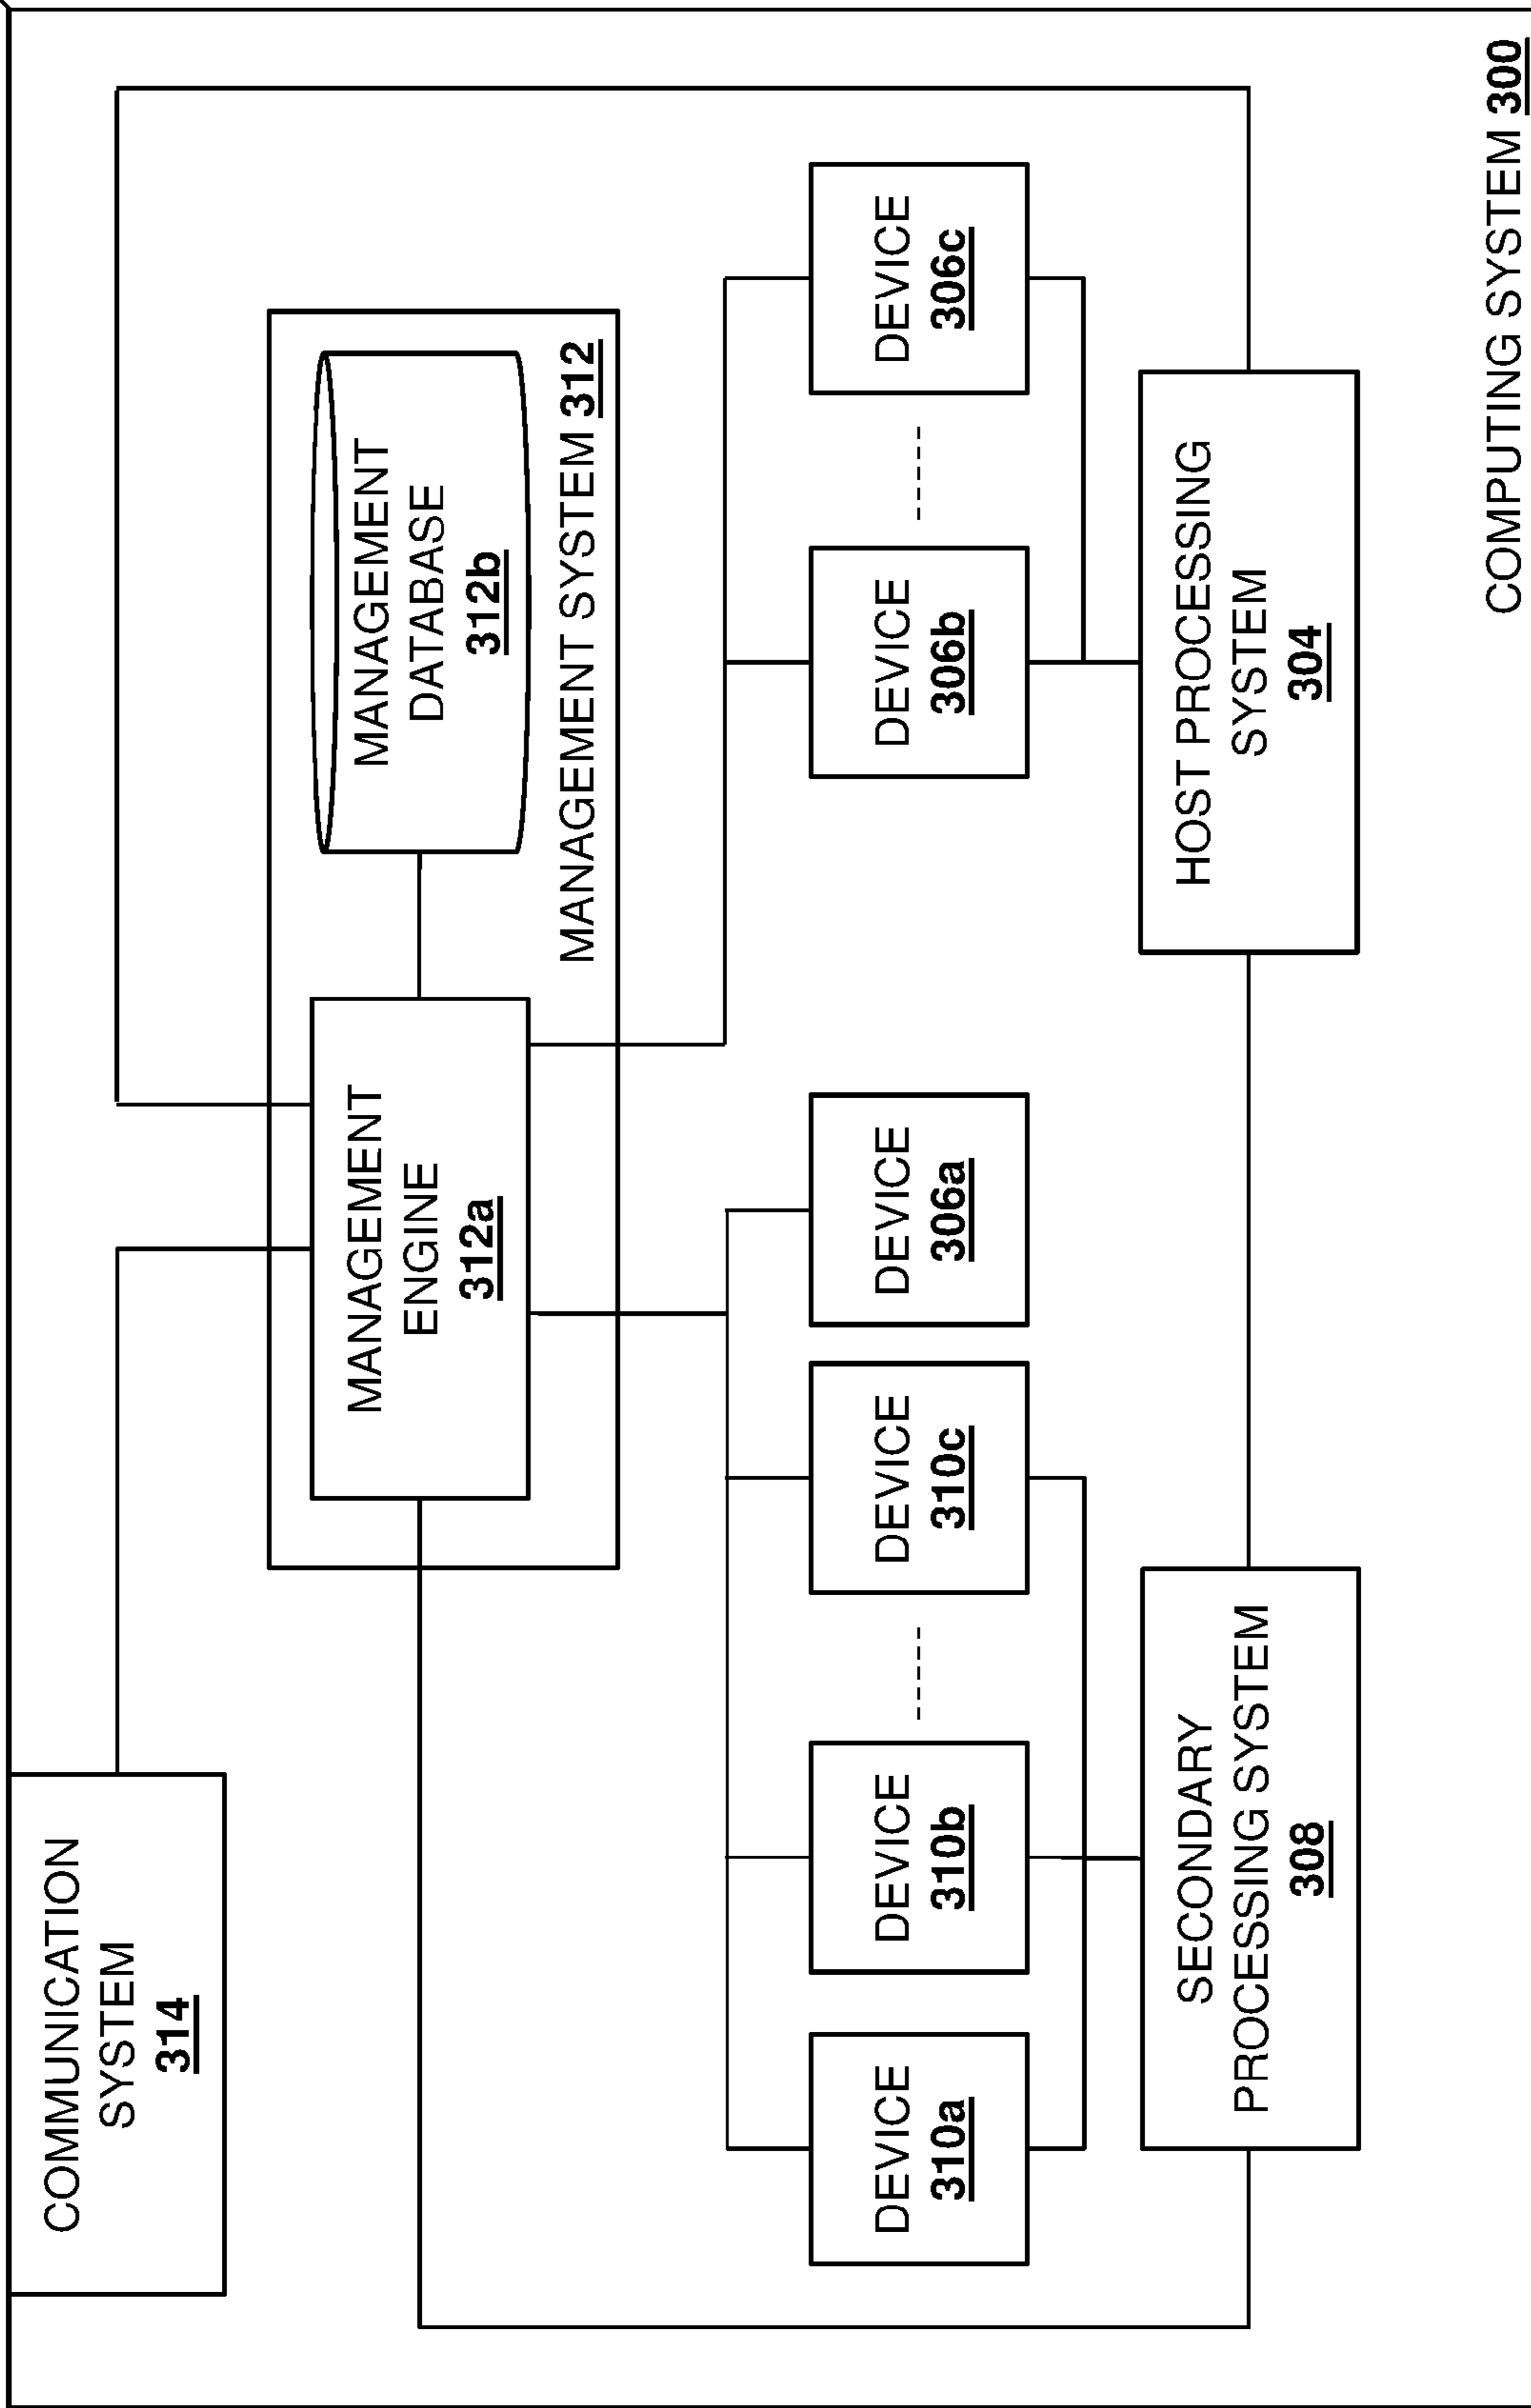 COMMUNICATION
SYSTEM
314
MANAGEMENT
ENGINE
312a
MANAGEMENT
DATABASE
312b
MANAGEMENT SYSTEM 312
DEVICE
310a
DEVICE
310b
DEVICE
310c
DEVICE
306a
DEVICE
306b
DEVICE
306c
SECONDARY
PROCESSING SYSTEM
308
HOST PROCESSING
SYSTEM
304
COMPUTING SYSTEM 300